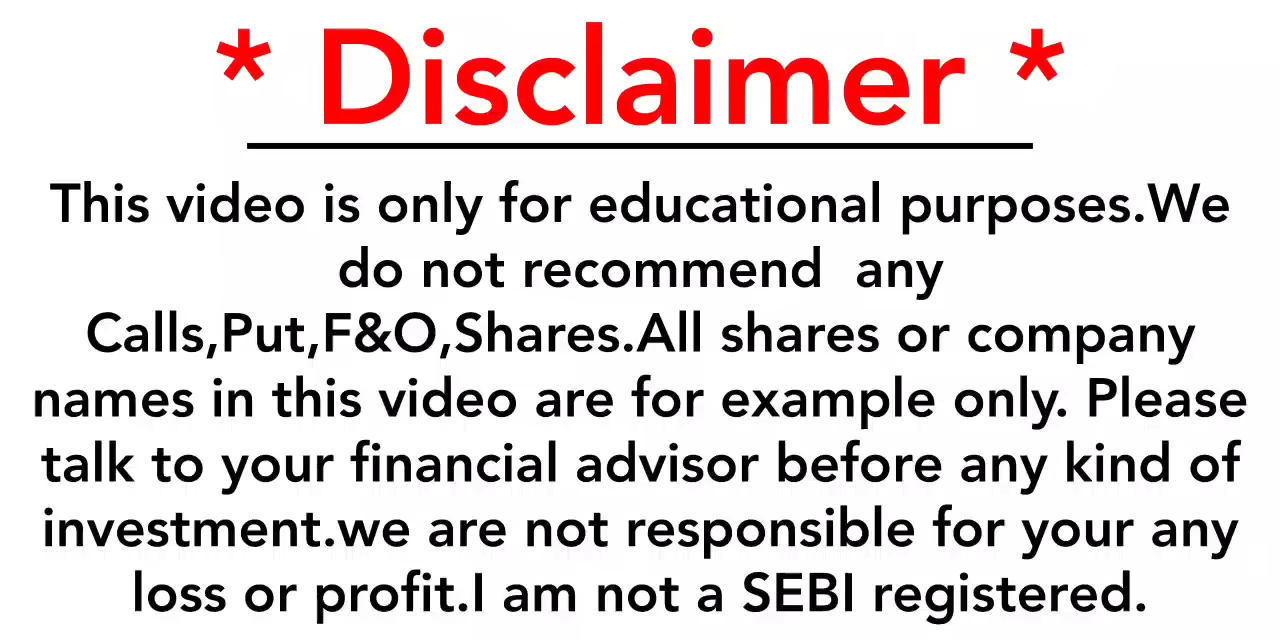 * Disclaimer *
This video is only for educational purposes.We
do not recommend  any
Calls,Put,F&O,Shares.All shares or company
names in this video are for example only. Please
talk to your financial advisor before any kind of
investment.we are not responsible for your any
loss or profit.I am not a SEBI registered.